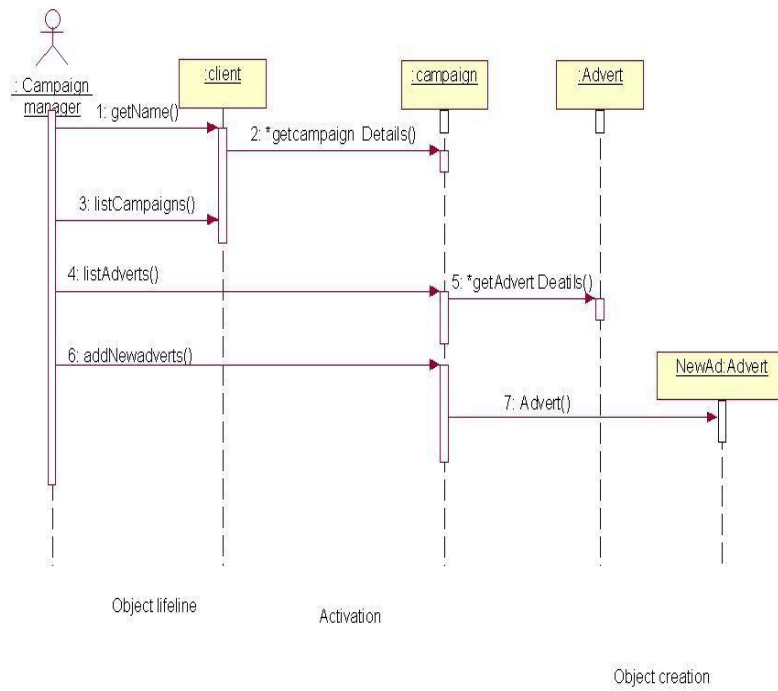 : Campaign
manager
:client
:campaign
:Advert
1: getName()
2: *getcampaign Details()
3: listCampaigns()
4: listAdverts()
5: *getAdvert Deatils()
6: addNewadverts()
NewAd:Advert
7: Advert()
Object lifeline
Activation
Object creation